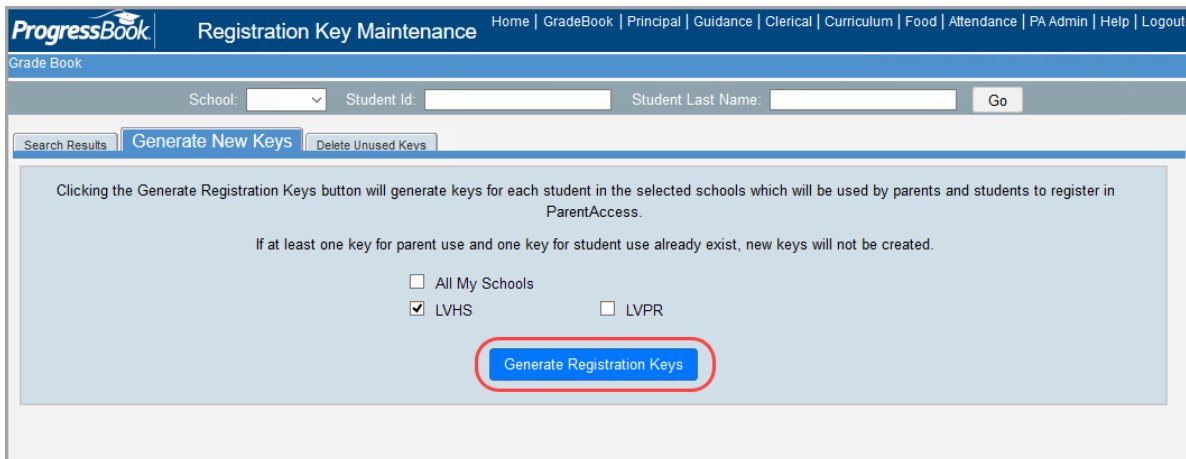 ProgressBook
Registration Key Maintenance
Home | GradeBook | Principal | Guidance | Clerical | Curriculum | Food | Attendance | PA Admin | Help | Logout
Grade Book
School: Student Id: Student Last Name: Go
Search Results Generate New Keys Delete Unused Keys
Clicking the Generate Registration Keys button will generate keys for each student in the selected schools which will be used by parents and students to register in
ParentAccess.
If at least one key for parent use and one key for student use already exist, new keys will not be created.
All My Schools
LVHS LVPR
Generate Registration Keys